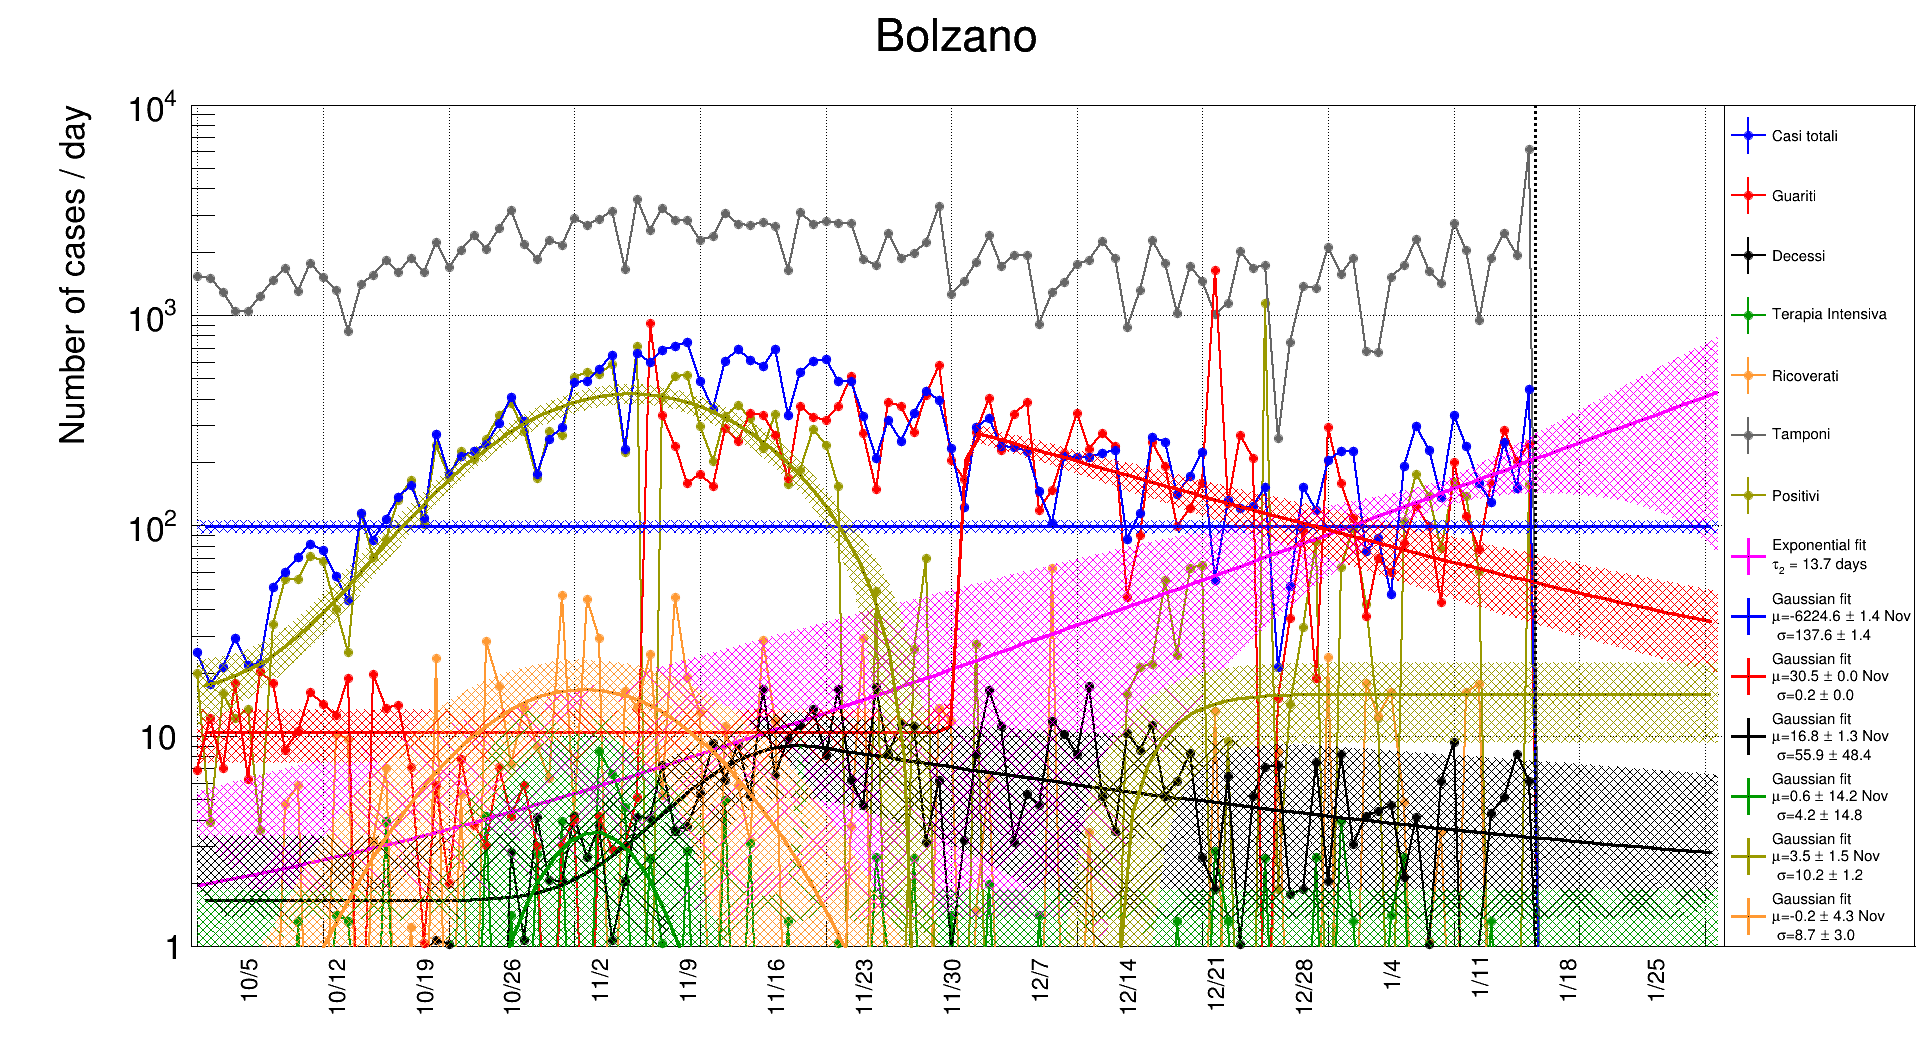 Bolzano
Number of cases / day
10^4
10^3
10^2
10
1
10/5
10/12
10/19
10/26
11/2
11/9
11/16
11/23
11/30
12/7
12/14
12/21
12/28
1/4
1/11
1/18
1/25
Casi totali
Guariti
Decessi
Terapia Intensiva
Ricoverati
Tamponi
Positivi
Exponential fit
τ2 = 13.7 days
Gaussian fit
μ=-6224.6 ± 1.4 Nov
σ=137.6 ± 1.4
Gaussian fit
μ=30.5 ± 0.0 Nov
σ=0.2 ± 0.0
Gaussian fit
μ=16.8 ± 1.3 Nov
σ=55.9 ± 48.4
Gaussian fit
μ=0.6 ± 14.2 Nov
σ=4.2 ± 14.8
Gaussian fit
μ=3.5 ± 1.5 Nov
σ=10.2 ± 1.2
Gaussian fit
μ=-0.2 ± 4.3 Nov
σ=8.7 ± 3.0